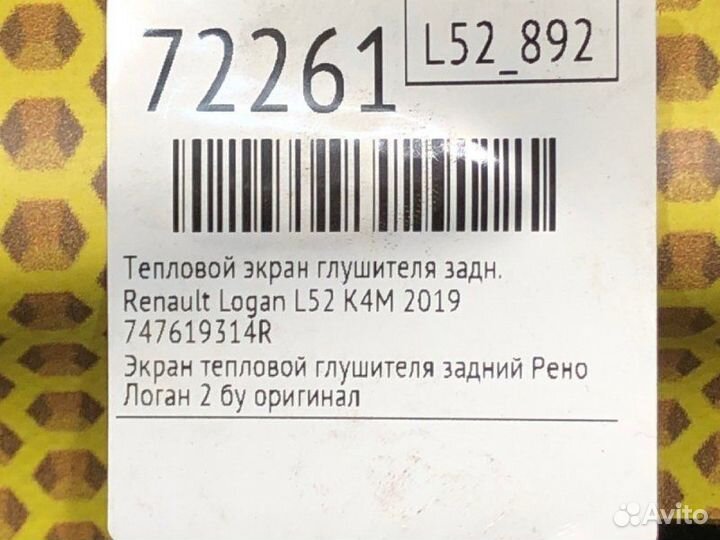 72261
L52_892
Тепловой экран глушителя задн.
Renault Logan L52 K4M 2019
747619314R
Экран тепловой глушителя задний Рено
Логан 2 бу оригинал
Avito